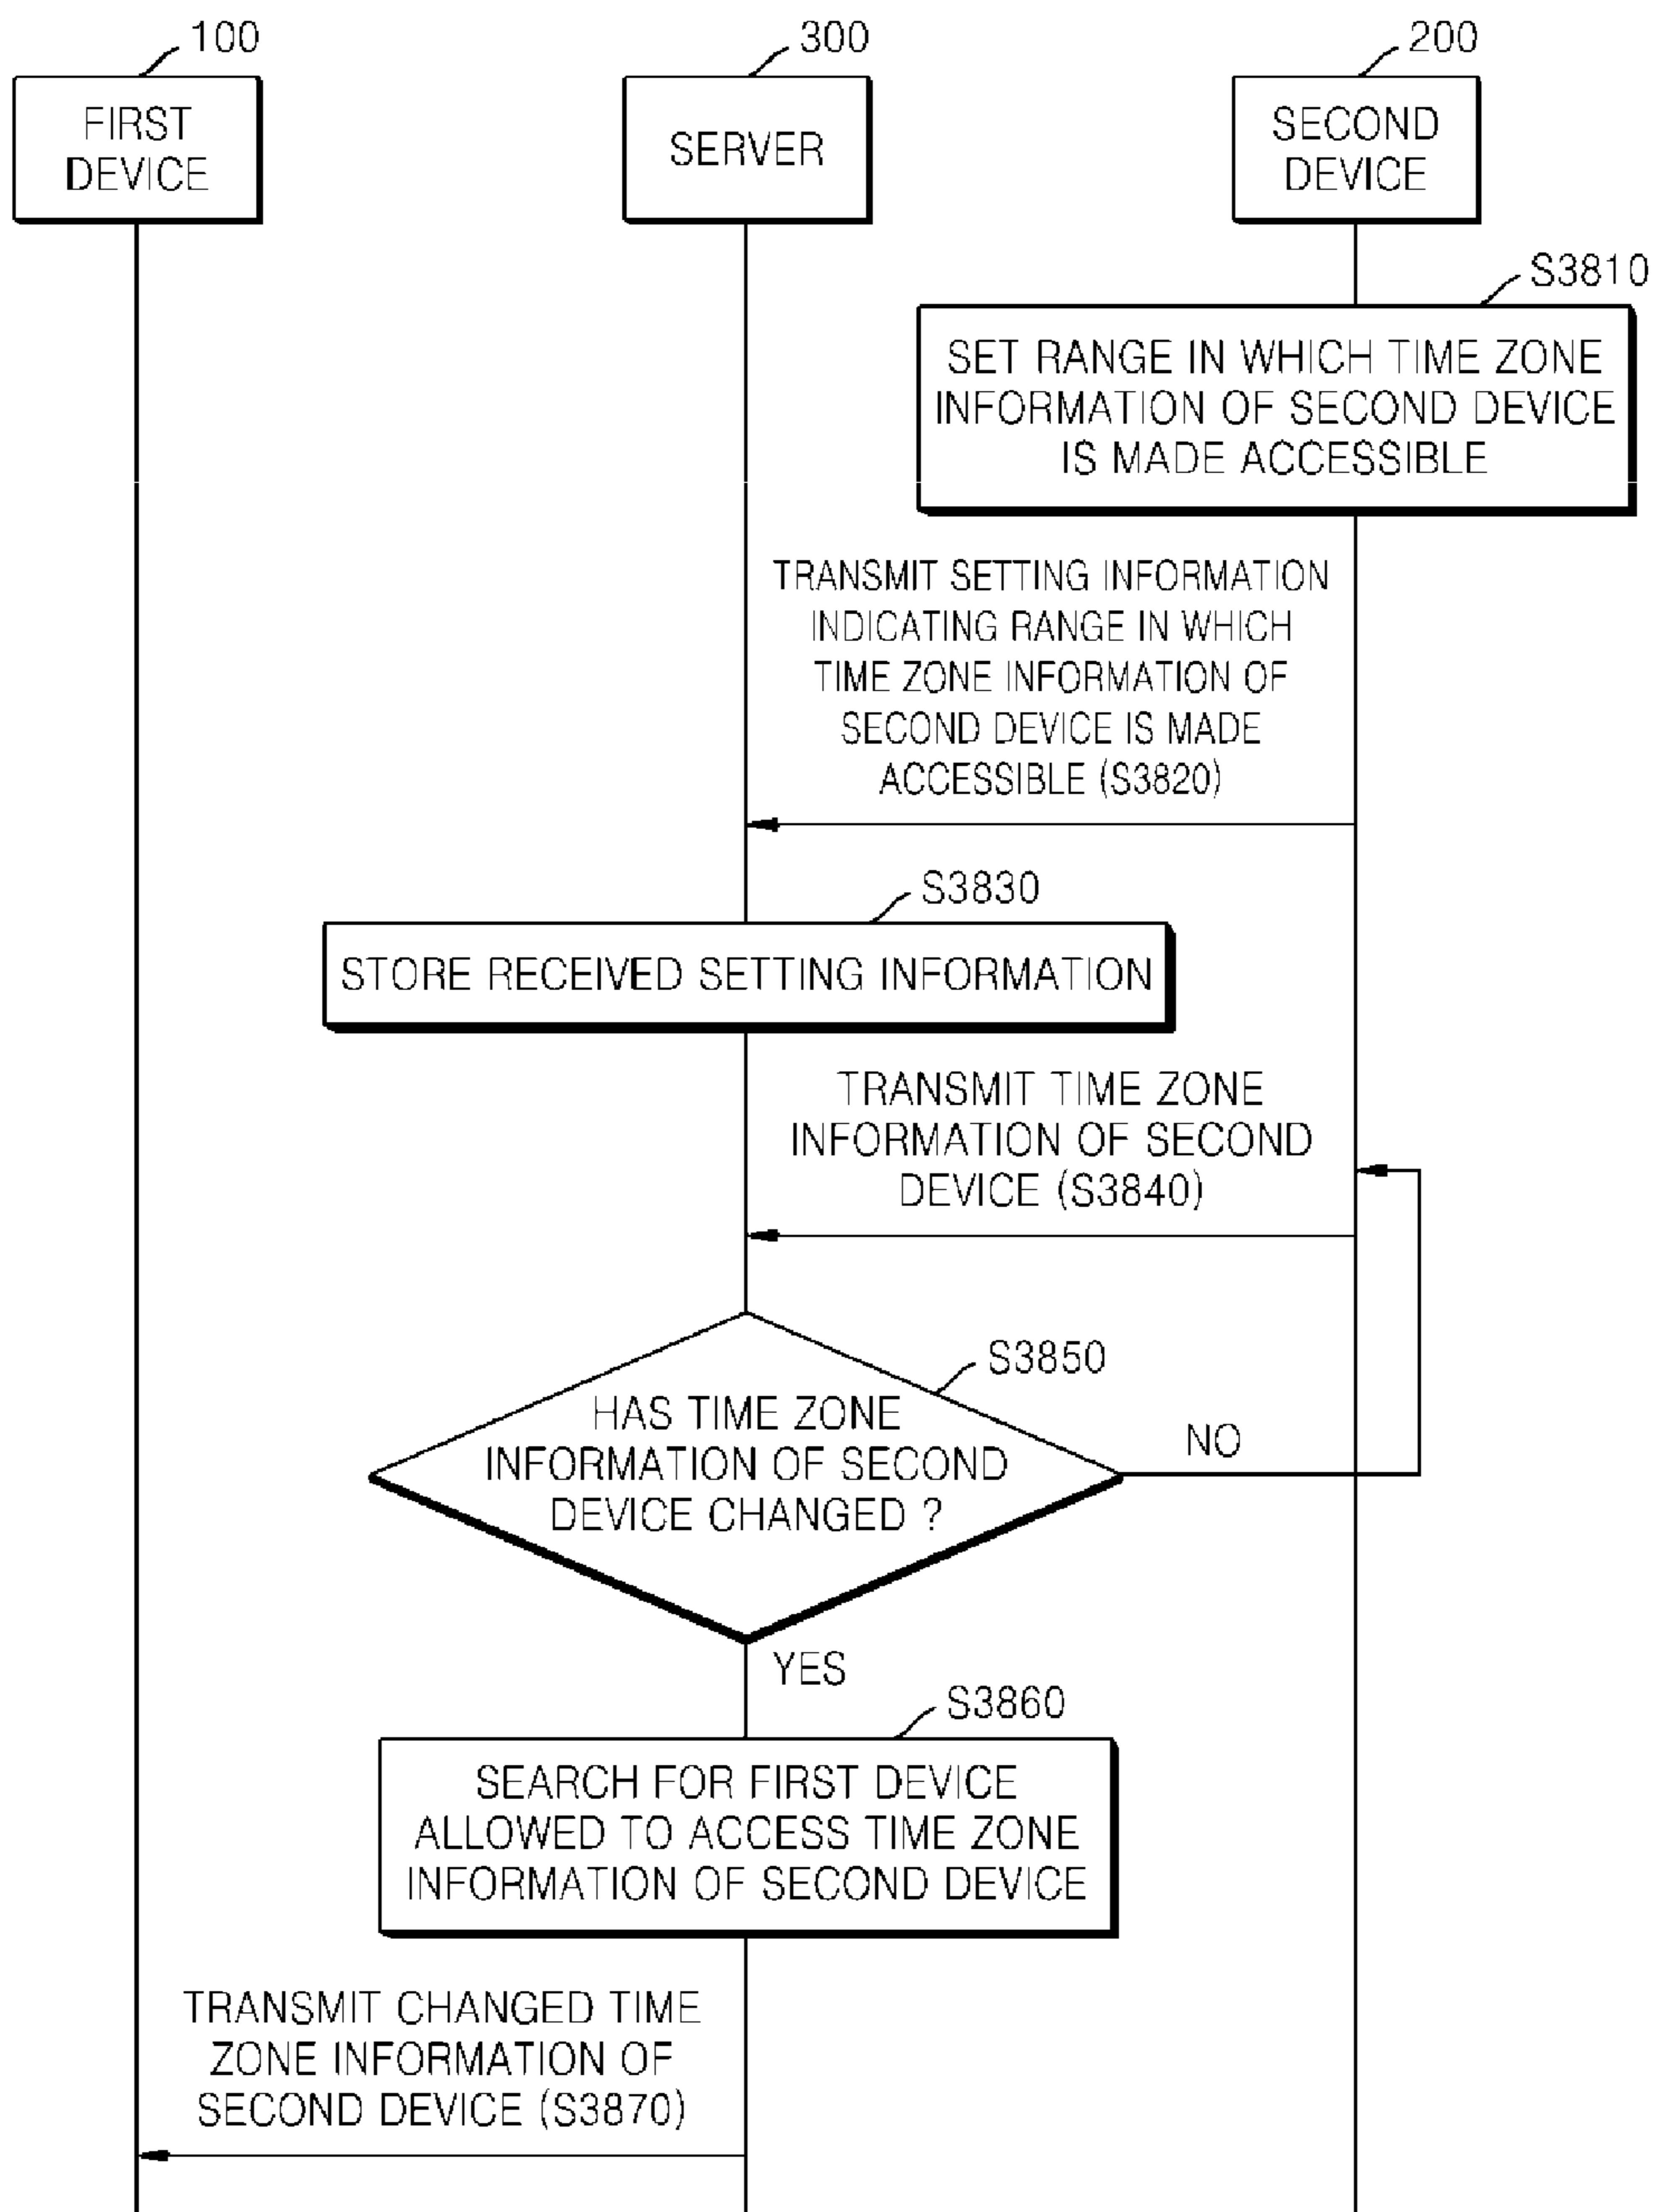 100
300
200
FIRST
DEVICE
SERVER
SECOND
DEVICE
S3810
SET RANGE IN WHICH TIME ZONE
INFORMATION OF SECOND DEVICE
IS MADE ACCESSIBLE
TRANSMIT SETTING INFORMATION
INDICATING RANGE IN WHICH
TIME ZONE INFORMATION OF
SECOND DEVICE IS MADE
ACCESSIBLE (S3820)
S3830
STORE RECEIVED SETTING INFORMATION
TRANSMIT TIME ZONE
INFORMATION OF SECOND
DEVICE (S3840)
S3850
HAS TIME ZONE
INFORMATION OF SECOND
DEVICE CHANGED ?
NO
YES
S3860
SEARCH FOR FIRST DEVICE
ALLOWED TO ACCESS TIME ZONE
INFORMATION OF SECOND DEVICE
TRANSMIT CHANGED TIME
ZONE INFORMATION OF
SECOND DEVICE (S3870)